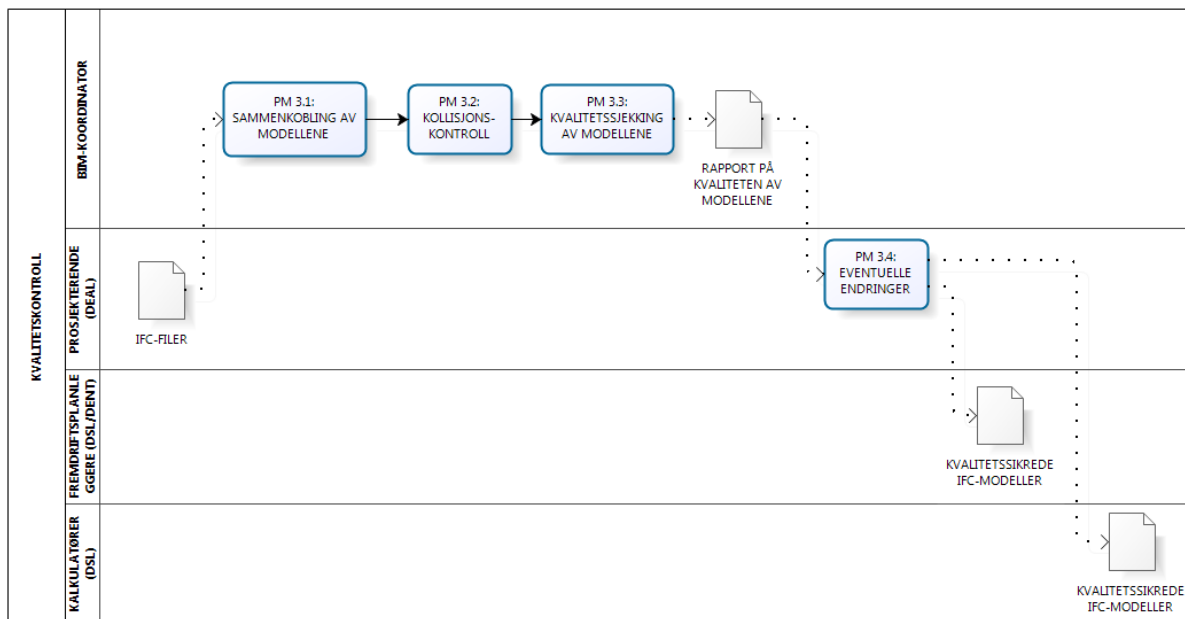 KVALITETSKONTROLL
BIM-KOORDINATOR
PM 3.1:
SAMMENKOBLING AV
MODELLENE
PM 3.2:
KOLLISJONS-
KONTROLL
PM 3.3:
KVALITETSSJEKKING
AV MODELLENE
RAPPORT PÅ
KVALITETEN AV
MODELLENE
PROSJEKTERENDE
(DEAL)
IFC-FILER
PM 3.4:
EVENTUELLE
ENDRINGER
FREMDRIFTSPLANLE
GGERE (DSL/DENT)
KVALITETSSIKREDE
IFC-MODELLER
KALKULATØRER
(DSL)
KVALITETSSIKREDE
IFC-MODELLER